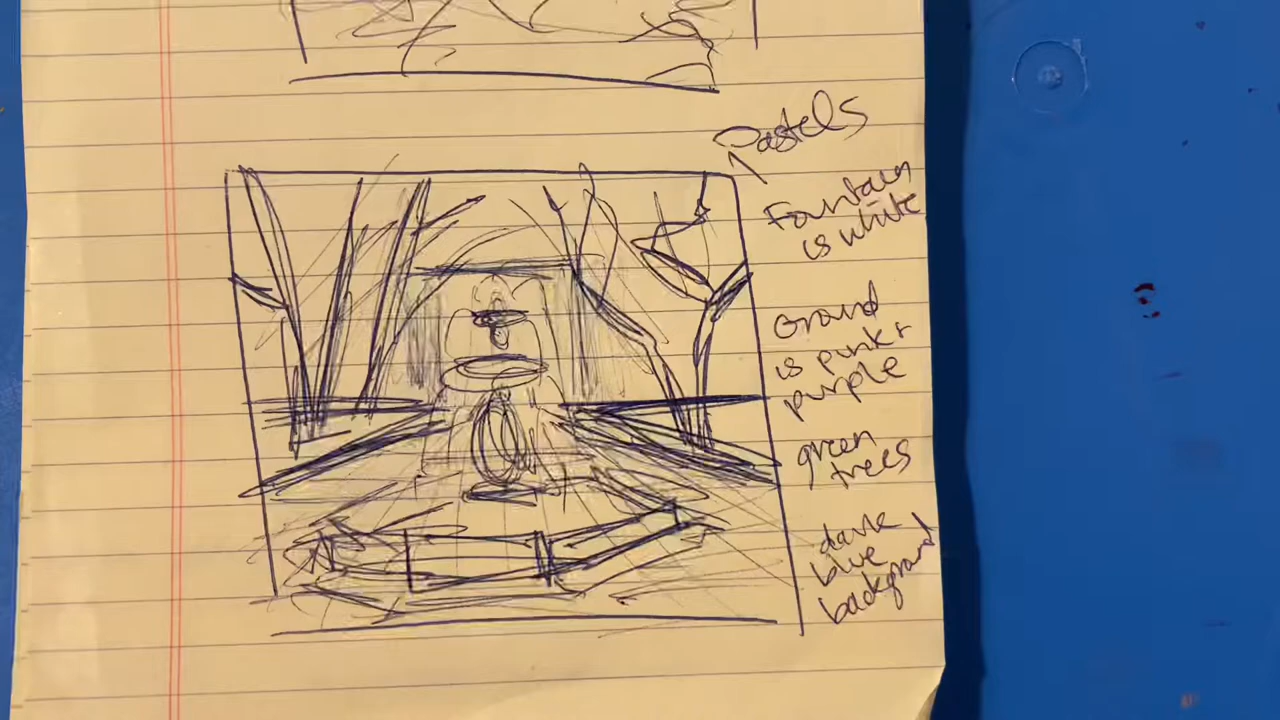 Pastels
Fountain
is white
Ground
is pink +
purple
green
trees
dark
blue
background